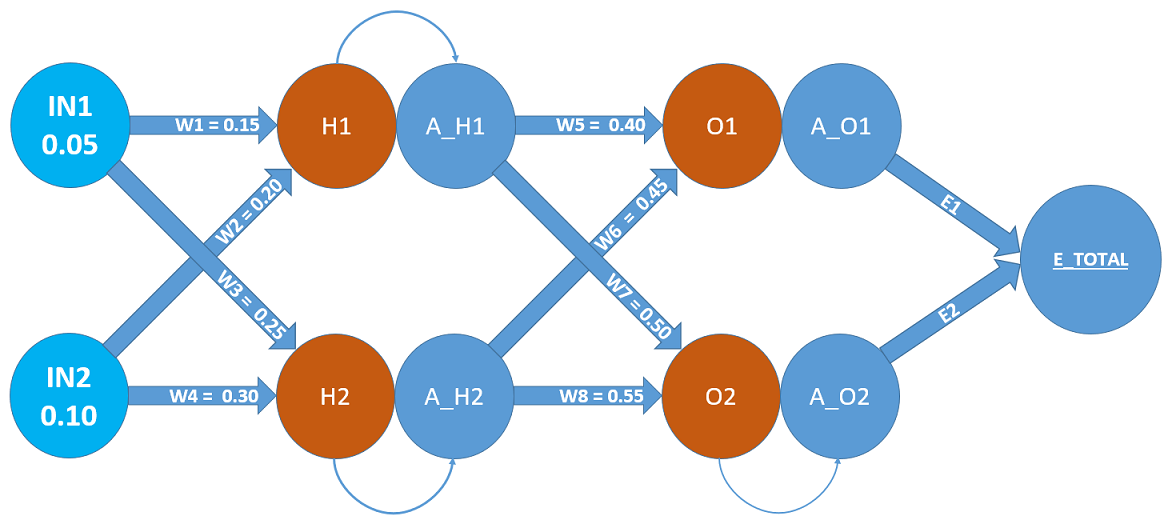 IN1
0.05
W1 = 0.15
H1
A_H1
W5 = 0.40
O1
A_O1
W2 = 0.20
W6 = 0.45
E1
W3 = 0.25
W7 = 0.50
E_TOTAL
E2
IN2
0.10
W4 = 0.30
H2
A_H2
W8 = 0.55
O2
A_O2